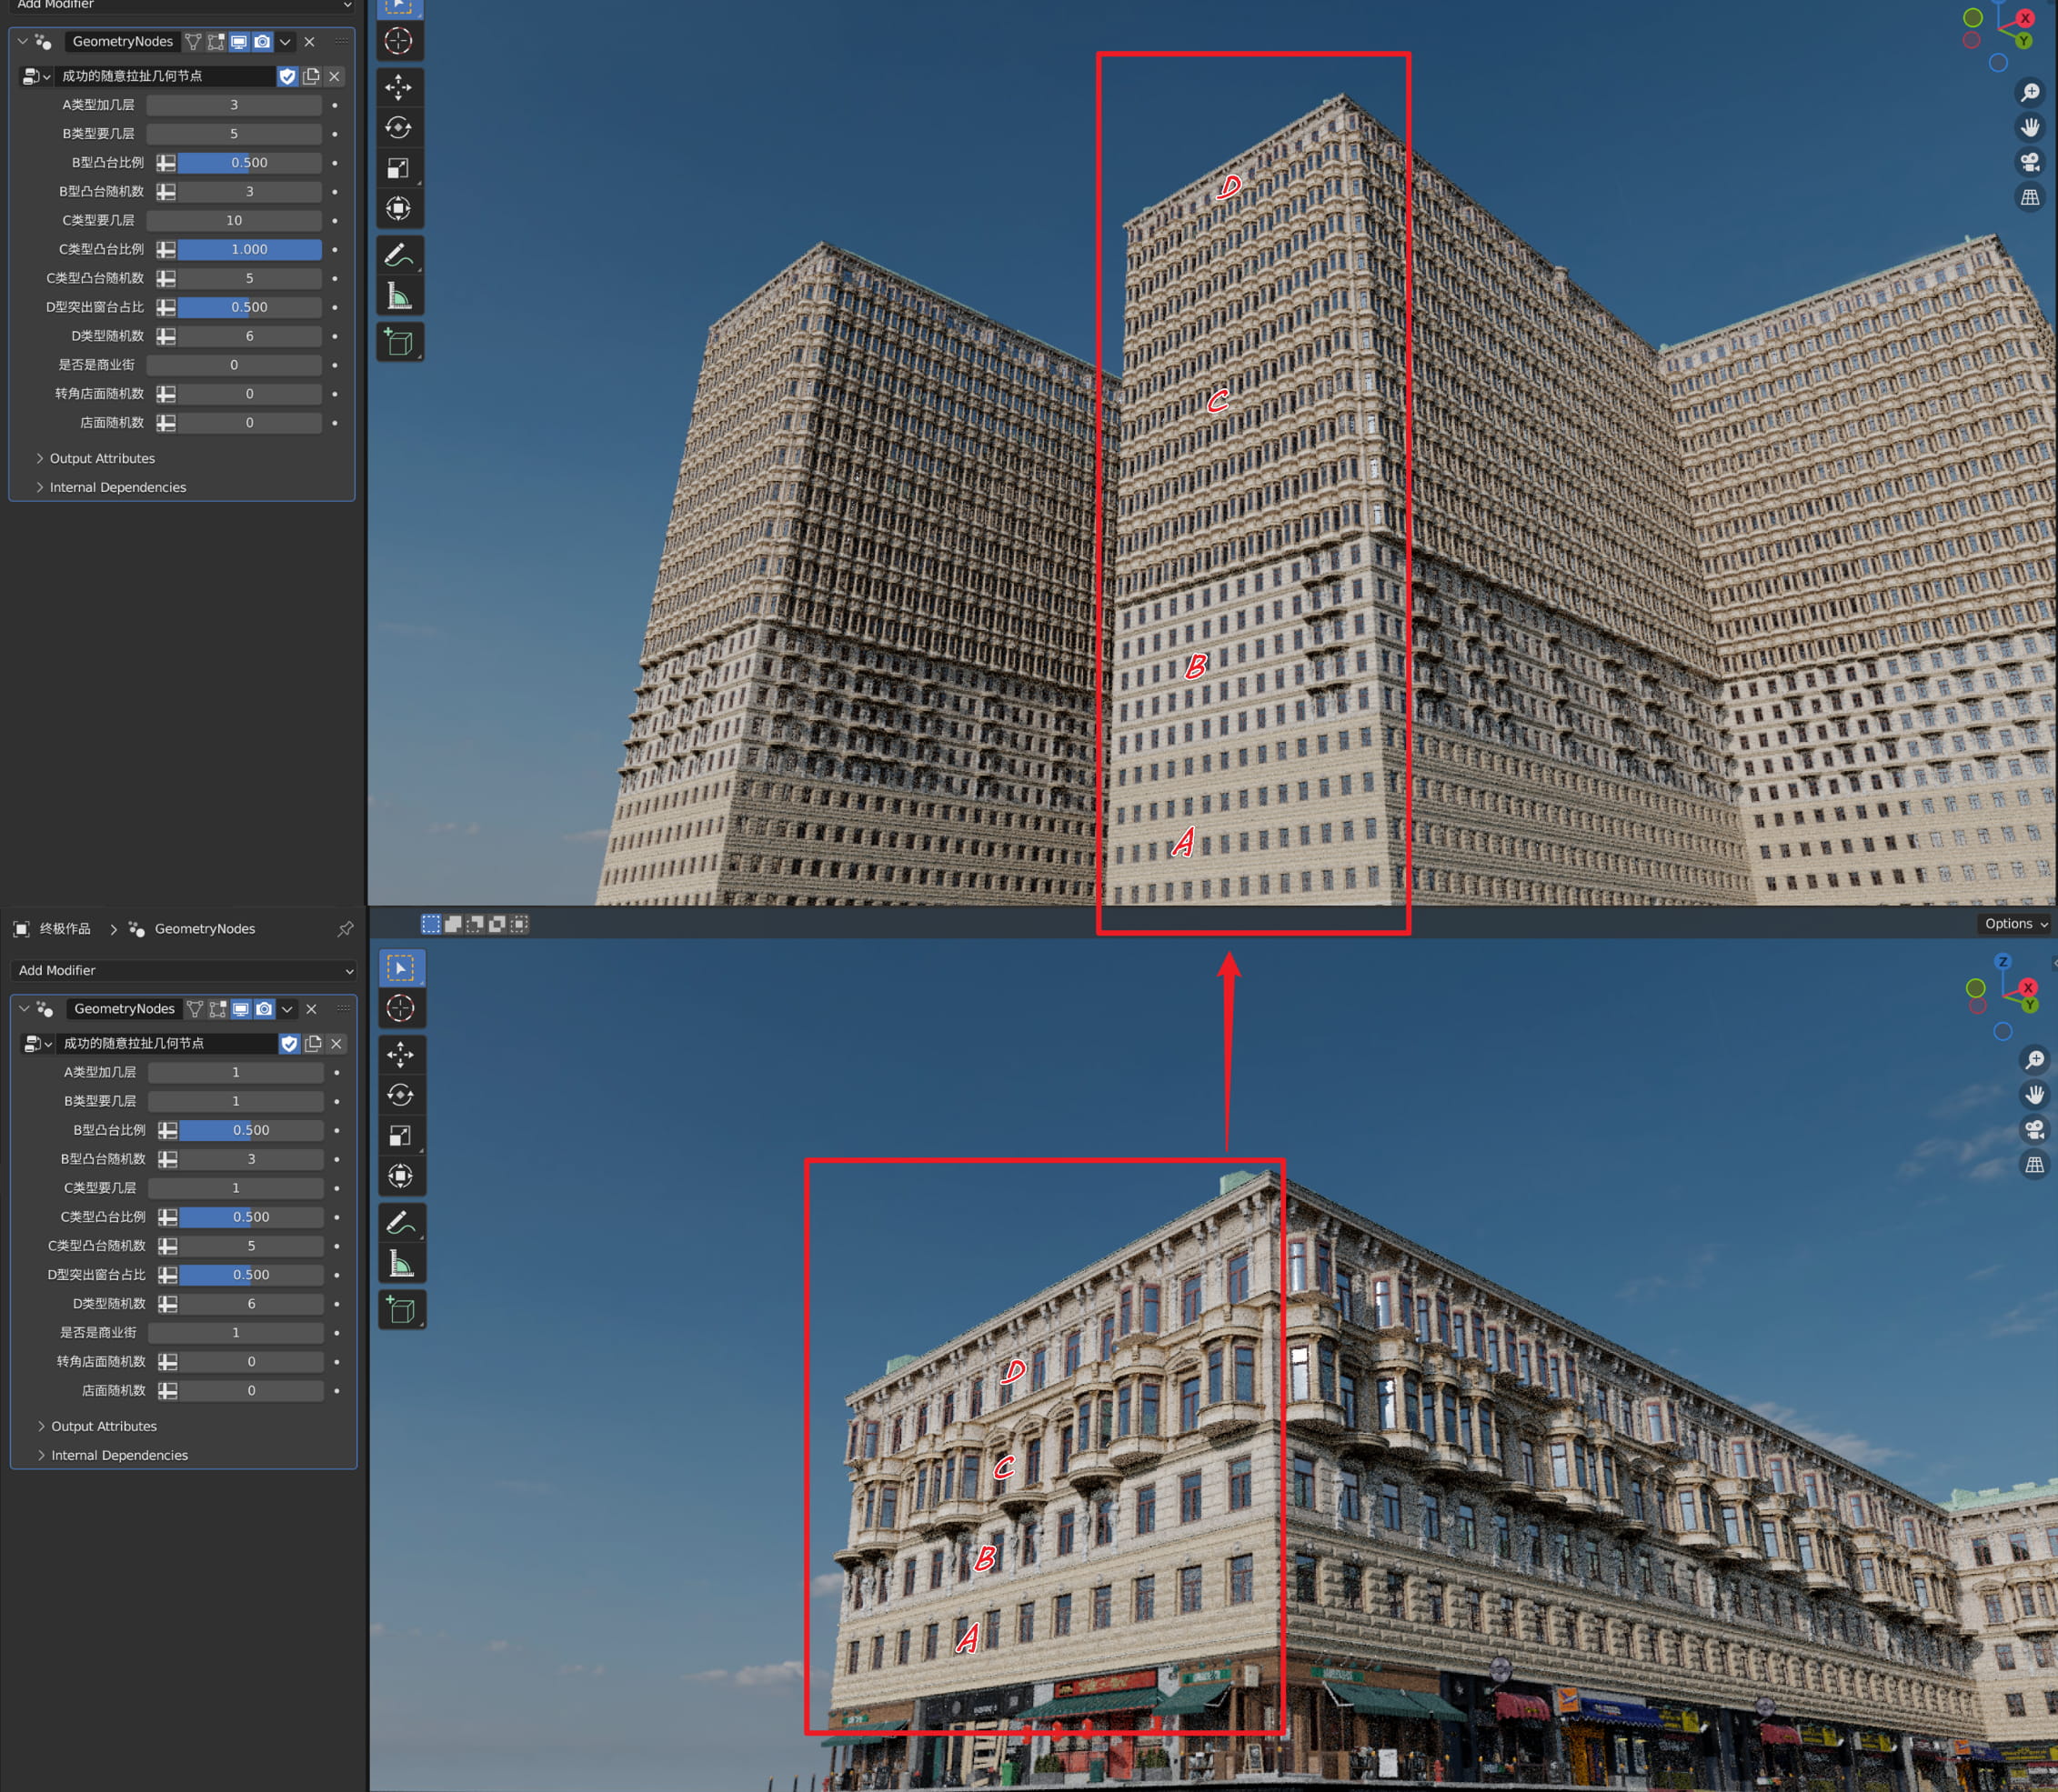 Add Modifier
GeometryNodes
成功的随意拉扯几何节点
A类型加几层 3
B类型要几层 5
B型凸台比例 0.500
B型凸台随机数 3
C类型要几层 10
C类型凸台比例 1.000
C类型凸台随机数 5
D型突出窗台占比 0.500
D类型随机数 6
是否是商业街 0
转角店面随机数 0
店面随机数 0
Output Attributes
Internal Dependencies
X
Y
D
C
B
A
终极作品 > GeometryNodes
Options
Add Modifier
GeometryNodes
成功的随意拉扯几何节点
A类型加几层 1
B类型要几层 1
B型凸台比例 0.500
B型凸台随机数 3
C类型要几层 1
C类型凸台比例 0.500
C类型凸台随机数 5
D型突出窗台占比 0.500
D类型随机数 6
是否是商业街 1
转角店面随机数 0
店面随机数 0
Output Attributes
Internal Dependencies
Z
X
Y
D
C
B
A